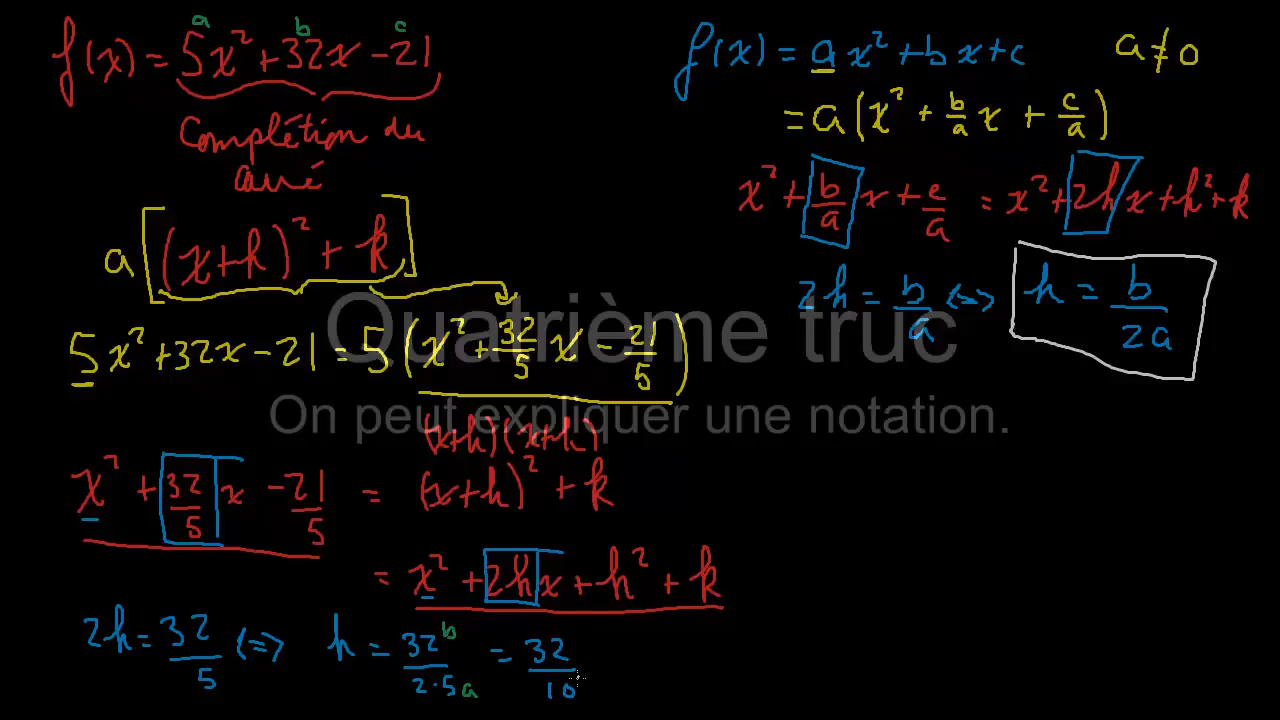 a b c
f(x) = 5x² + 32x - 21
Complétion du
carré
a[(x+h)² + k]
5x² + 32x - 21 = 5(x² + 32/5 x - 21/5)
(x+h)(x+h)
x² + 32/5 x - 21/5 = (x+h)² + k
= x² + 2hx + h² + k
2h = 32/5 <=> h = 32 b/2·5 a = 32/10
f(x) = ax² + bx + c a ≠ 0
= a(x² + b/a x + c/a)
x² + b/a x + c/a = x² + 2hx + h² + k
2h = b/a <=> h = b/2a
Quatrième truc
On peut expliquer une notation.